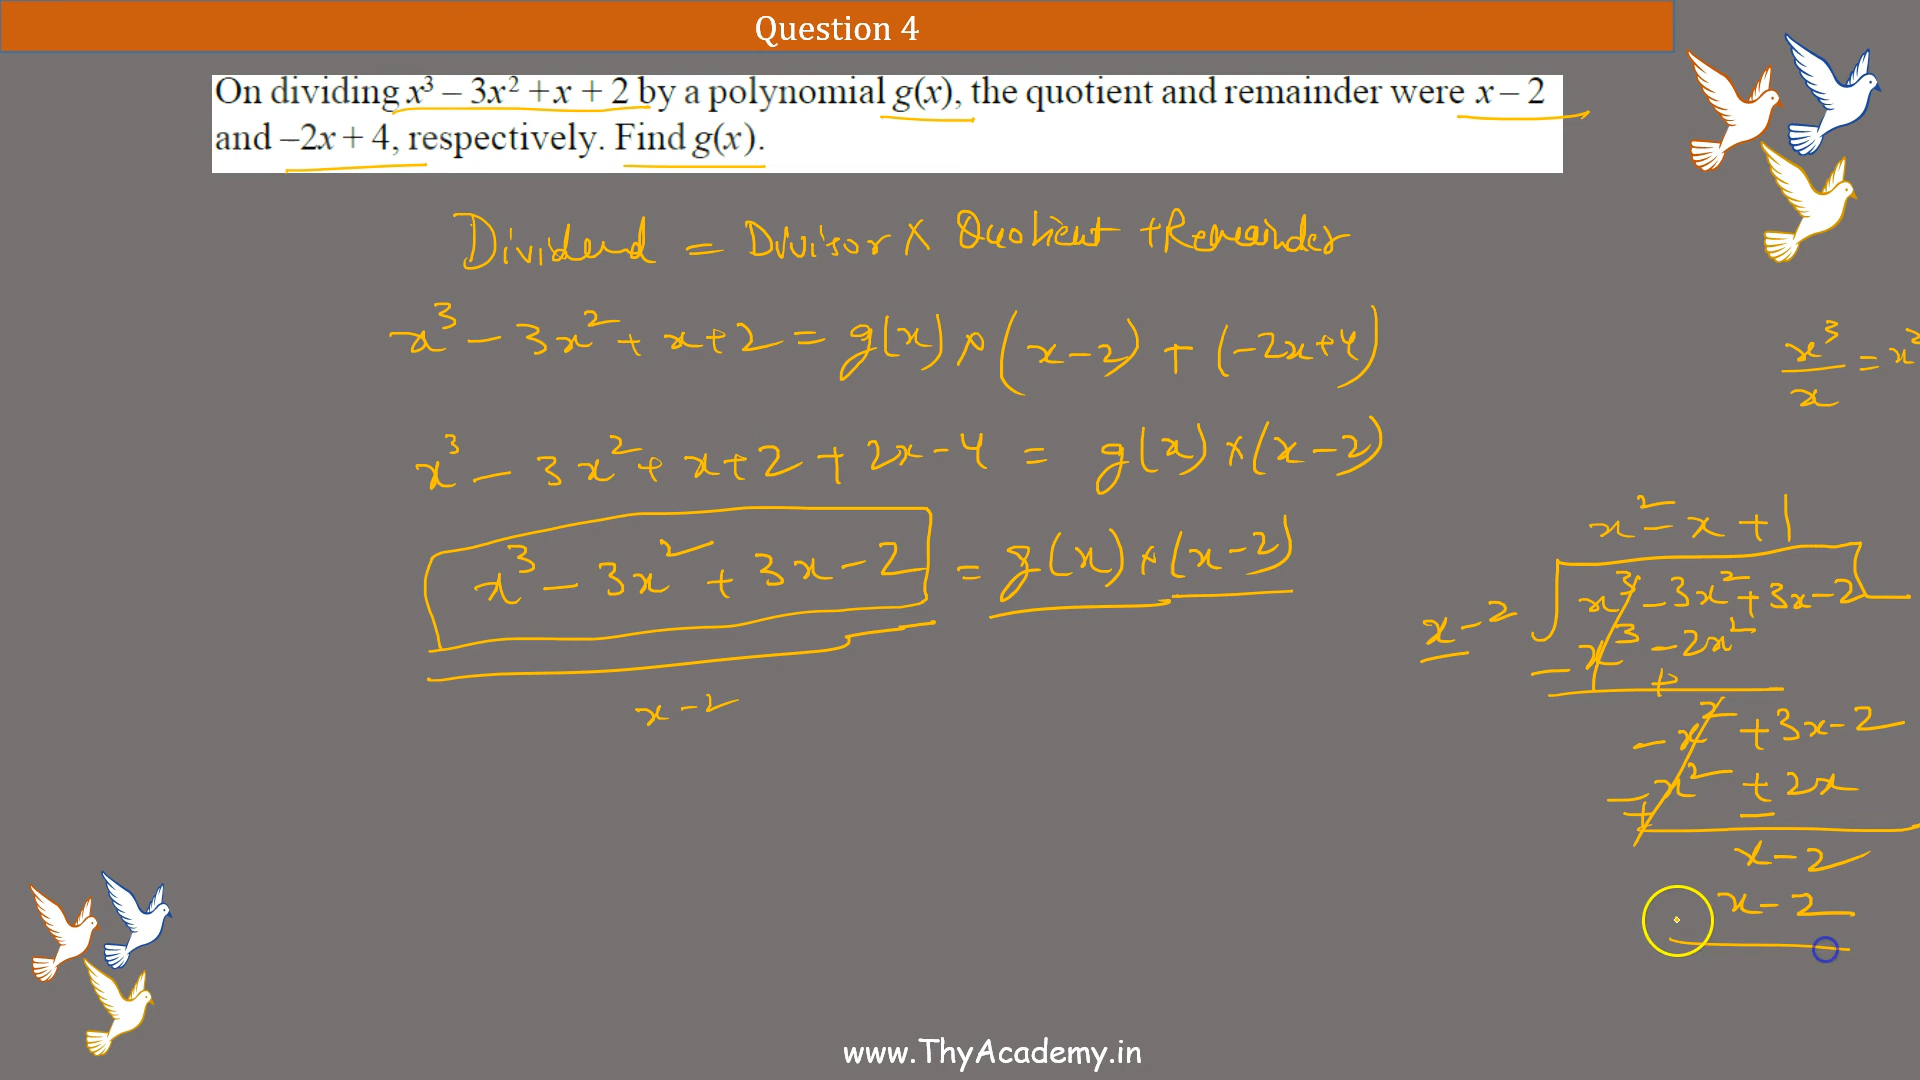 Question 4
On dividing x³ – 3x² + x + 2 by a polynomial g(x), the quotient and remainder were x – 2
and –2x + 4, respectively. Find g(x).
Dividend = Divisor × Quotient + Remainder
x³ - 3x² + x + 2 = g(x) × (x - 2) + (-2x + 4)
x³/x = x²
x³ - 3x² + x + 2 + 2x - 4 = g(x) × (x - 2)
x³ - 3x² + 3x - 2 = g(x) × (x - 2)
x - 2
x² - x + 1
x - 2 √ x³ - 3x² + 3x - 2
x³ - 2x²
- +
- x² + 3x - 2
- x² + 2x
+ -
x - 2
x - 2
www.ThyAcademy.in